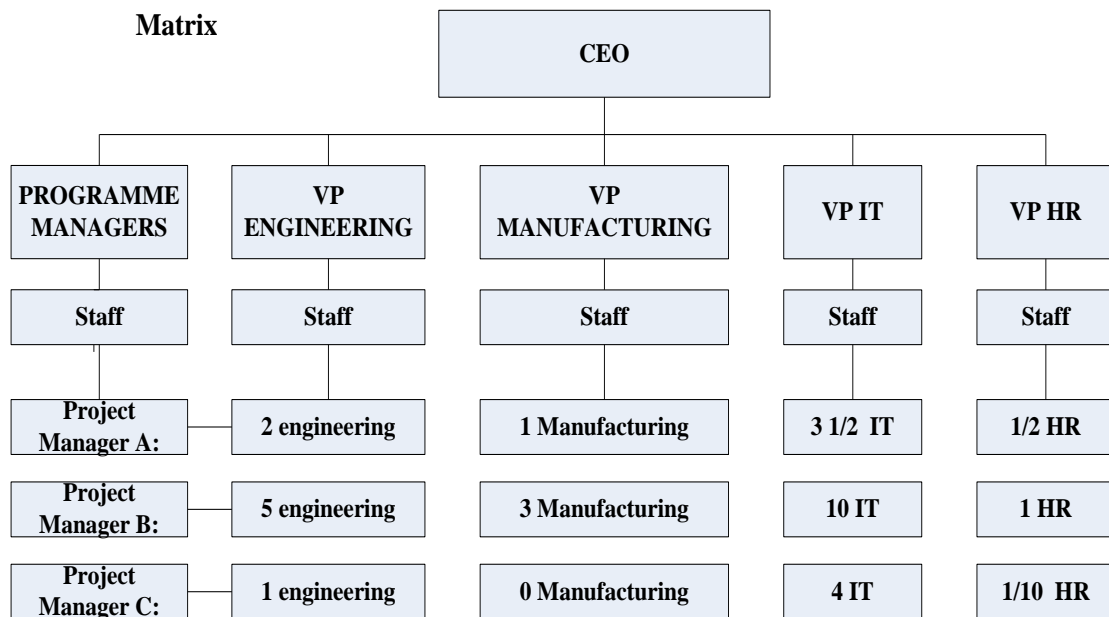 Matrix
CEO
PROGRAMME
MANAGERS
VP
ENGINEERING
VP
MANUFACTURING
VP IT
VP HR
Staff
Staff
Staff
Staff
Staff
Project
Manager A:
2 engineering
1 Manufacturing
3 1/2 IT
1/2 HR
Project
Manager B:
5 engineering
3 Manufacturing
10 IT
1 HR
Project
Manager C:
1 engineering
0 Manufacturing
4 IT
1/10 HR